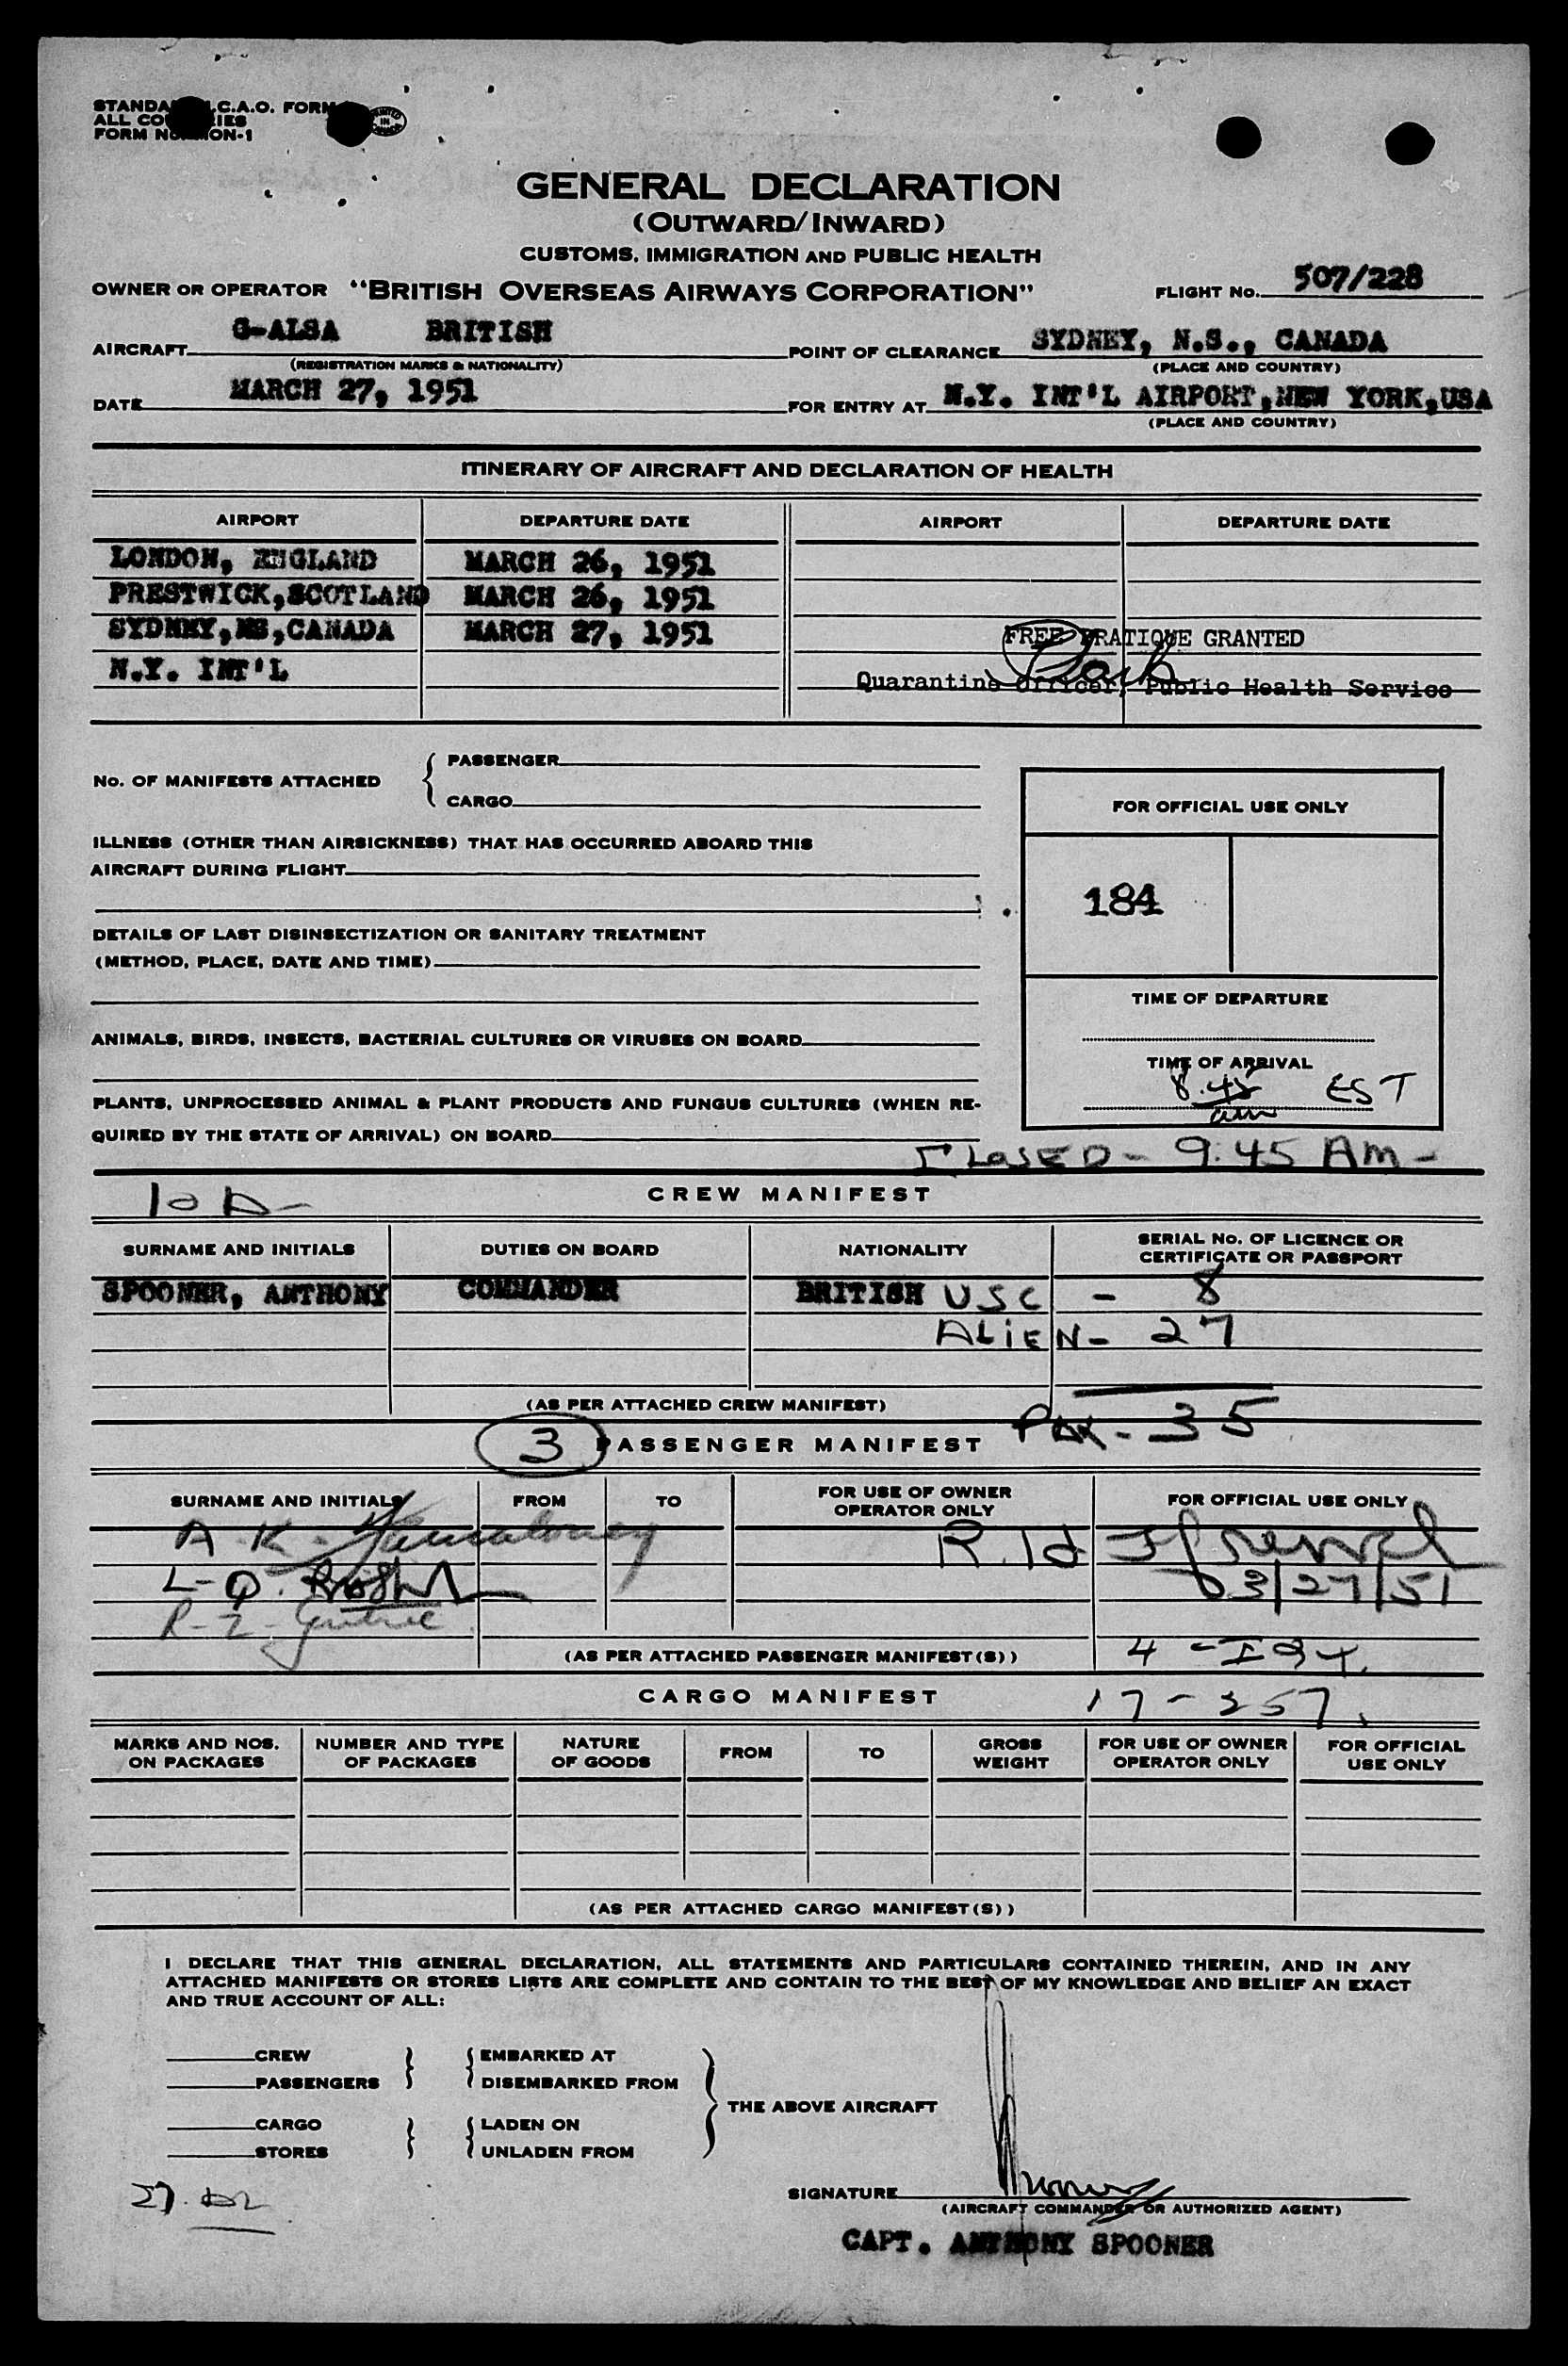 GENERAL DECLARATION
(OUTWARD/INWARD)
CUSTOMS, IMMIGRATION AND PUBLIC HEALTH
OWNER OR OPERATOR "BRITISH OVERSEAS AIRWAYS CORPORATION"
FLIGHT No. 507/228
AIRCRAFT G-ALSA BRITISH
(REGISTRATION MARKS & NATIONALITY)
POINT OF CLEARANCE SYDNEY, N.S., CANADA
(PLACE AND COUNTRY)
DATE MARCH 27, 1951
FOR ENTRY AT N.Y. INT'L AIRPORT,NEW YORK,USA
(PLACE AND COUNTRY)
ITINERARY OF AIRCRAFT AND DECLARATION OF HEALTH
AIRPORT DEPARTURE DATE AIRPORT DEPARTURE DATE
LONDON, ENGLAND MARCH 26, 1951
PRESTWICK,SCOTLAND MARCH 26, 1951
SYDNEY,NS,CANADA MARCH 27, 1951
FREE PRATIQUE GRANTED
N.Y. INT'L
Quarantine Officer, Public Health Service
No. OF MANIFESTS ATTACHED
PASSENGER
CARGO
FOR OFFICIAL USE ONLY
184
ILLNESS (OTHER THAN AIRSICKNESS) THAT HAS OCCURRED ABOARD THIS
AIRCRAFT DURING FLIGHT
DETAILS OF LAST DISINSECTIZATION OR SANITARY TREATMENT
(METHOD, PLACE, DATE AND TIME)
TIME OF DEPARTURE
ANIMALS, BIRDS, INSECTS, BACTERIAL CULTURES OR VIRUSES ON BOARD
TIME OF ARRIVAL
8.45 am EST
PLANTS, UNPROCESSED ANIMAL & PLANT PRODUCTS AND FUNGUS CULTURES (WHEN RE-
QUIRED BY THE STATE OF ARRIVAL) ON BOARD
CLOSED - 9:45 AM -
CREW MANIFEST
SURNAME AND INITIALS DUTIES ON BOARD NATIONALITY SERIAL No. OF LICENCE OR
CERTIFICATE OR PASSPORT
SPOONER, ANTHONY COMMANDER BRITISH USC - 8
ALIEN - 27
(AS PER ATTACHED CREW MANIFEST)
PAX - 35
3 PASSENGER MANIFEST
SURNAME AND INITIALS FROM TO FOR USE OF OWNER
OPERATOR ONLY
FOR OFFICIAL USE ONLY
A. K.
3/27/51
(AS PER ATTACHED PASSENGER MANIFEST(S))
CARGO MANIFEST
MARKS AND NOS.
ON PACKAGES
NUMBER AND TYPE
OF PACKAGES
NATURE
OF GOODS
FROM
TO
GROSS
WEIGHT
FOR USE OF OWNER
OPERATOR ONLY
FOR OFFICIAL
USE ONLY
(AS PER ATTACHED CARGO MANIFEST(S))
I DECLARE THAT THIS GENERAL DECLARATION, ALL STATEMENTS AND PARTICULARS CONTAINED THEREIN, AND IN ANY
ATTACHED MANIFESTS OR STORES LISTS ARE COMPLETE AND CONTAIN TO THE BEST OF MY KNOWLEDGE AND BELIEF AN EXACT
AND TRUE ACCOUNT OF ALL:
CREW
PASSENGERS
EMBARKED AT
DISEMBARKED FROM
THE ABOVE AIRCRAFT
CARGO
STORES
LADEN ON
UNLADEN FROM
SIGNATURE
(AIRCRAFT COMMANDER OR AUTHORIZED AGENT)
CAPT. ANTHONY SPOONER